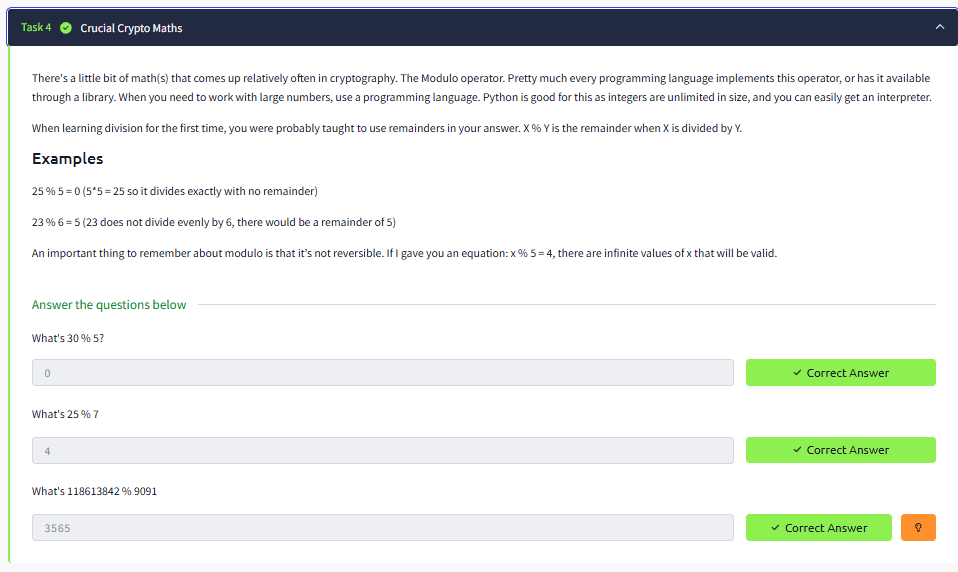 Task 4 Crucial Crypto Maths
There's a little bit of math(s) that comes up relatively often in cryptography. The Modulo operator. Pretty much every programming language implements this operator, or has it available
through a library. When you need to work with large numbers, use a programming language. Python is good for this as integers are unlimited in size, and you can easily get an interpreter.
When learning division for the first time, you were probably taught to use remainders in your answer. X % Y is the remainder when X is divided by Y.
Examples
25 % 5 = 0 (5*5 = 25 so it divides exactly with no remainder)
23 % 6 = 5 (23 does not divide evenly by 6, there would be a remainder of 5)
An important thing to remember about modulo is that it's not reversible. If I gave you an equation: x % 5 = 4, there are infinite values of x that will be valid.
Answer the questions below
What's 30 % 5?
0
Correct Answer
What's 25 % 7
4
Correct Answer
What's 118613842 % 9091
3565
Correct Answer